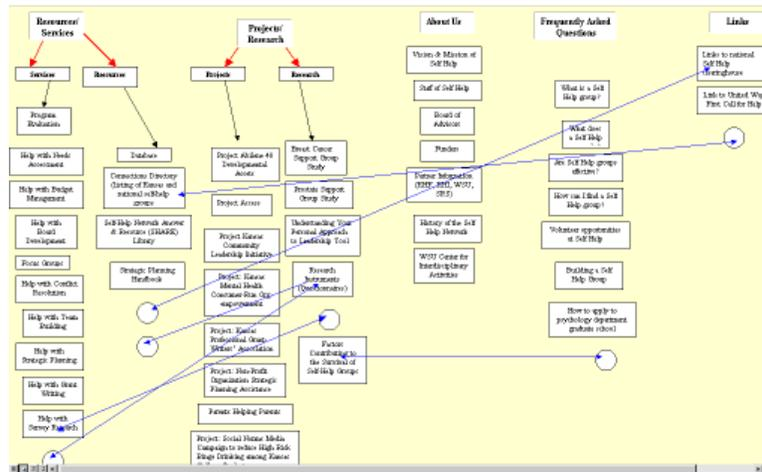 Resources/
Services
Services
Resources
Program
Evaluation
Help with Needs
Assessment
Help with Budget
Management
Help with
Board
Development
Focus Groups
Help with Conflict
Resolution
Help with Team
Building
Help with
Strategic Planning
Help with Grant
Writing
Help with
Survey Research
Database
Connections Directory
(listing of Kansas and
national self-help
groups
Self-Help Network Answer
& Resource (SHARE)
Library
Strategic Planning
Handbook
Projects/
Research
Projects
Research
Project Abilene 40
Developmental
Assets
Project Access
Project Kansas
Community
Leadership Initiative
Project: Kansas
Mental Health
Consumer-Run Org.
empowerment
Project: Kansas
Professional Grant
Writers' Association
Project: Non-Profit
Organization Strategic
Planning Assistance
Parents Helping Parents
Project: Social Norms Media
Campaign to reduce High Risk
Binge Drinking among Kansas
Breast Cancer
Support Group
Study
Prostate Support
Group Study
Understanding Your
Personal Approach
to Leadership Tool
Research
Instruments
(Questionnaires)
Factors
Contributing to
the Survival of
Self-Help Groups
About Us
Vision & Mission of
Self Help
Staff of Self Help
Board of
Advisors
Funders
Partner Information
WSU,
SRS)
History of the Self
Help Network
WSU Center for
Interdisciplinary
Activities
Frequently Asked
Questions
What is a Self
Help group?
What does
a Self Help
Are Self Help groups
effective?
How can I find a Self
Help group?
Volunteer opportunities
at Self Help
Building a Self
Help Group
How to apply to
psychology department
graduate school
Links
Links to national
Self Help
clearinghouse
Link to United Way
First Call for Help